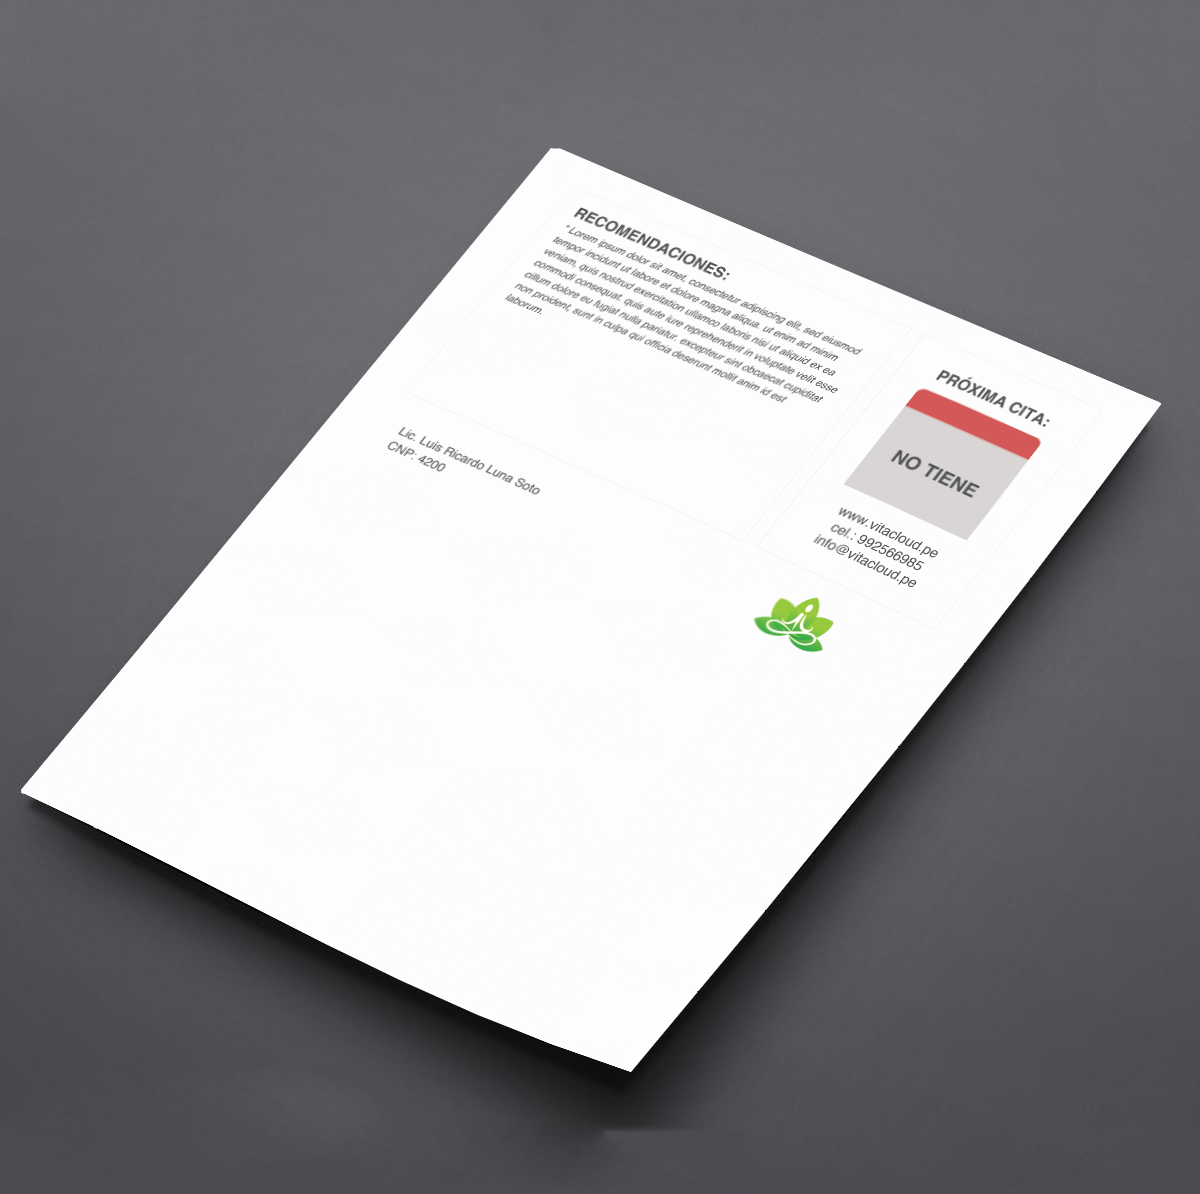 RECOMENDACIONES:
* Lorem ipsum dolor sit amet, consectetur adipiscing elit, sed eiusmod
tempor incidunt ut labore et dolore magna aliqua. ut enim ad minim
veniam, quis nostrud exercitation ullamco laboris nisi ut aliquid ex ea
commodi consequat. quis aute iure reprehenderit in voluptate velit esse
cillum dolore eu fugiat nulla pariatur. excepteur sint obcaecat cupiditat
non proident, sunt in culpa qui officia deserunt mollit anim id est
laborum.
Lic. Luis Ricardo Luna Soto
CNP: 4200
PRÓXIMA CITA:
NO TIENE
www.vitacloud.pe
cel.: 992566985
info@vitacloud.pe